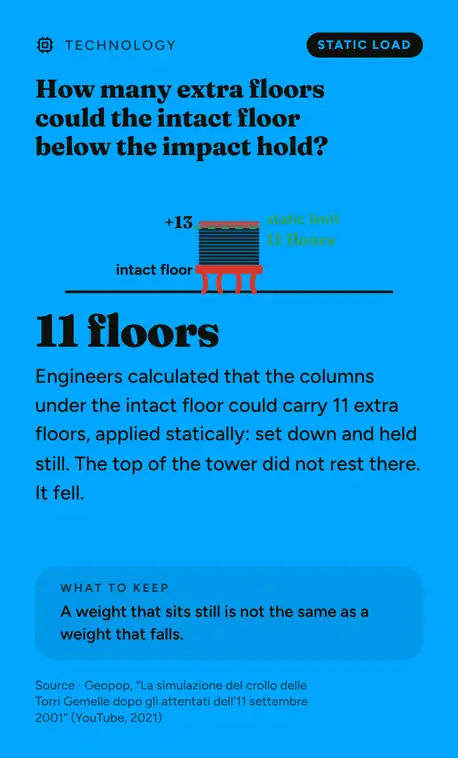 TECHNOLOGY
STATIC LOAD
How many extra floors
could the intact floor
below the impact hold?
+13
static limit
11 floors
intact floor
11 floors
Engineers calculated that the columns
under the intact floor could carry 11 extra
floors, applied statically: set down and held
still. The top of the tower did not rest there.
It fell.
WHAT TO KEEP
A weight that sits still is not the same as a
weight that falls.
Source · Geopop, "La simulazione del crollo delle
Torri Gemelle dopo gli attentati dell'11 settembre
2001" (YouTube, 2021)